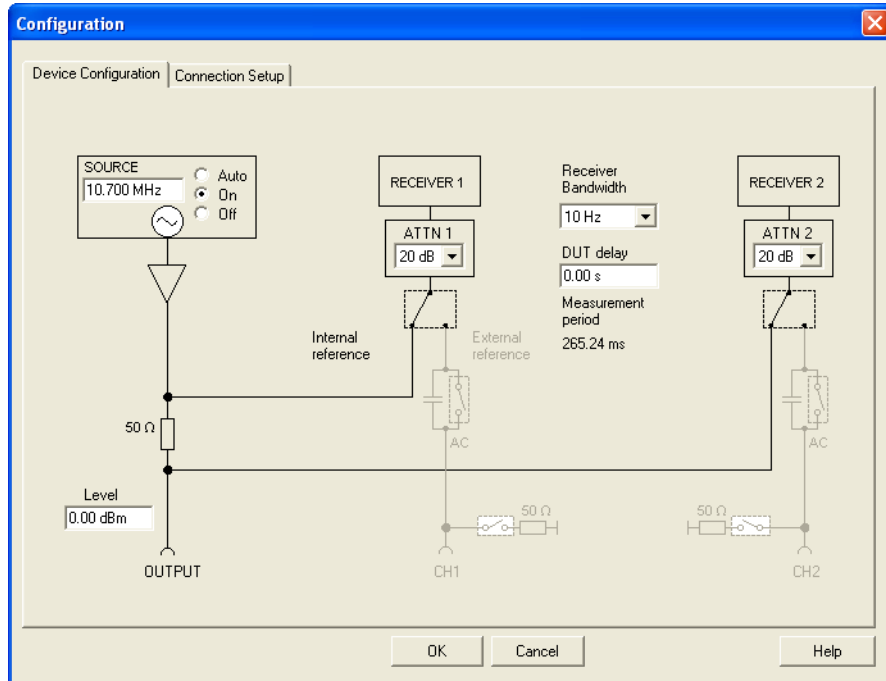 Configuration
Device Configuration
Connection Setup
SOURCE
10.700 MHz
Auto
On
Off
RECEIVER 1
ATTN 1
20 dB
Receiver
Bandwidth
10 Hz
DUT delay
0.00 s
Measurement
period
265.24 ms
RECEIVER 2
ATTN 2
20 dB
Internal
reference
External
reference
50 Ω
AC
AC
Level
0.00 dBm
50 Ω
50 Ω
OUTPUT
CH1
CH2
OK
Cancel
Help